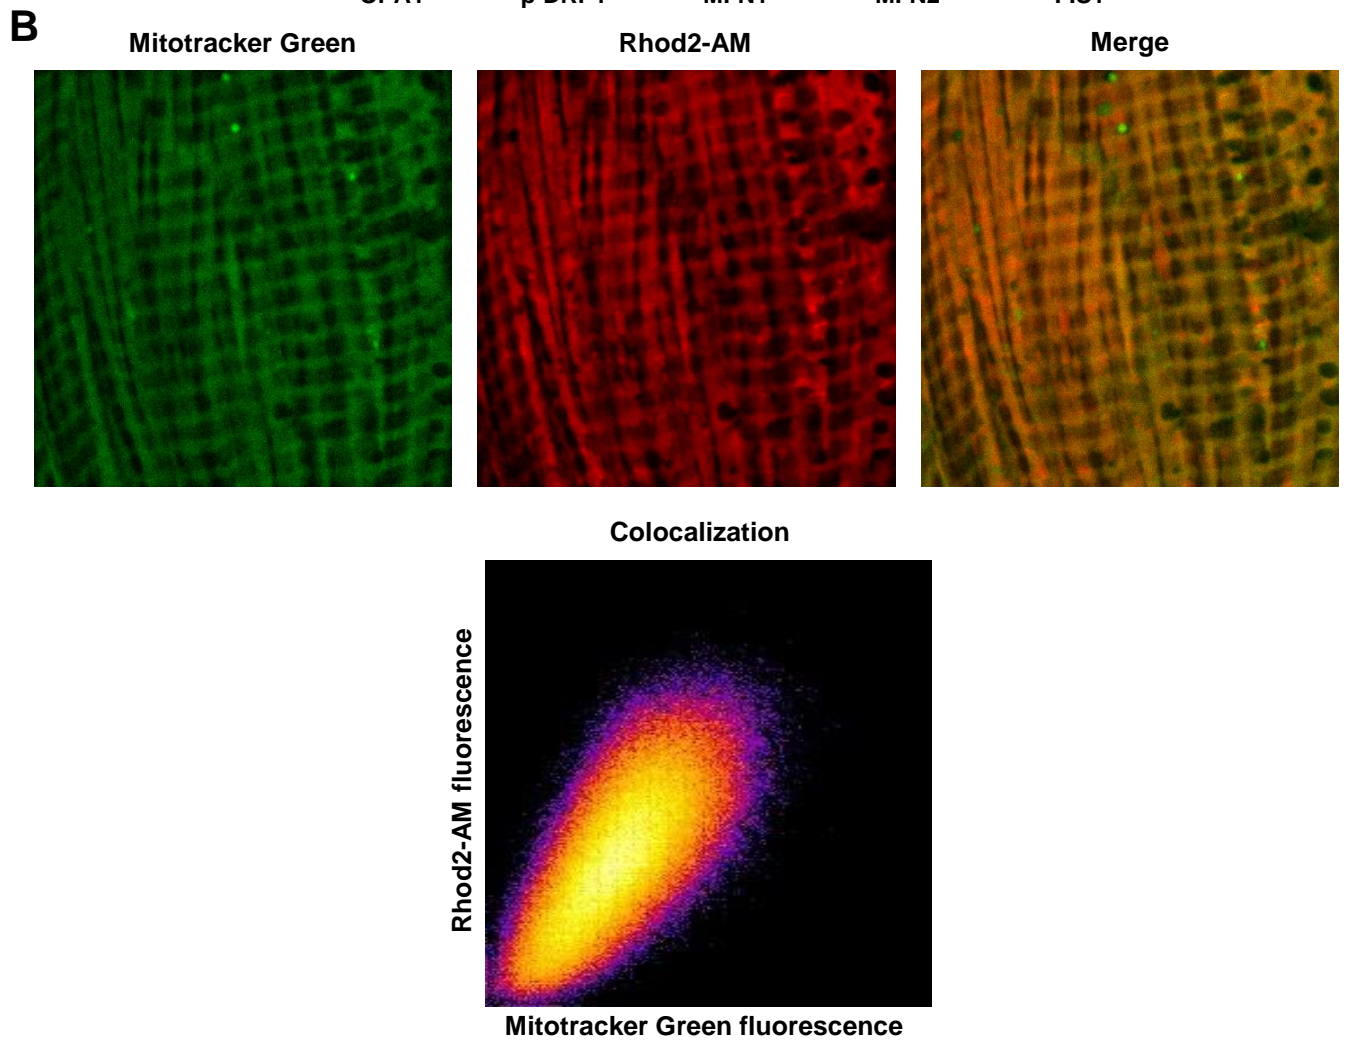 B
Mitotracker Green
Rhod2-AM
Merge
Colocalization
Rhod2-AM fluorescence
Mitotracker Green fluorescence